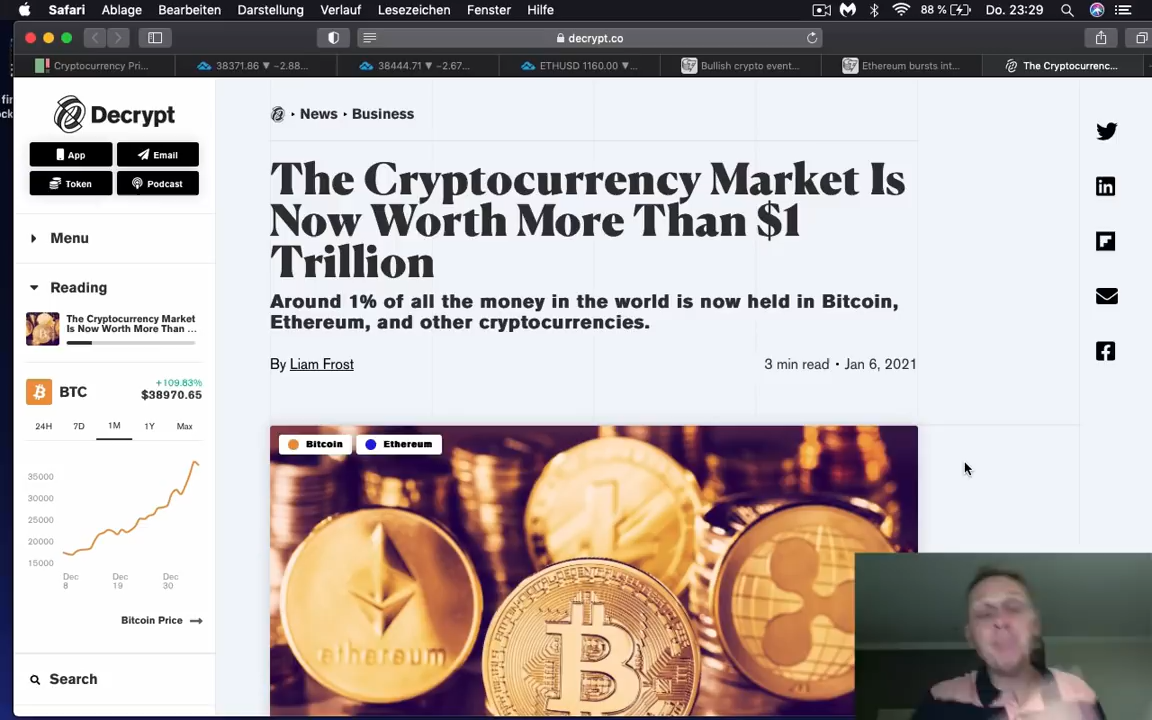 Safari Ablage Bearbeiten Darstellung Verlauf Lesezeichen Fenster Hilfe 88 % Do. 23:29
decrypt.co
Cryptocurrency Pri... 38371.86 ▼ −2.88... 38444.71 ▼ −2.67... ETHUSD 1160.00 ▼... Bullish crypto event... Ethereum bursts int... The Cryptocurrenc...
Decrypt
App Email
Token Podcast
Menu
Reading
The Cryptocurrency Market
Is Now Worth More Than ...
BTC
+109.83%
$38970.65
24H 7D 1M 1Y Max
35000
30000
25000
20000
15000
Dec
8
Dec
19
Dec
30
Bitcoin Price
Search
News Business
The Cryptocurrency Market Is
Now Worth More Than $1
Trillion
Around 1% of all the money in the world is now held in Bitcoin,
Ethereum, and other cryptocurrencies.
By Liam Frost
3 min read • Jan 6, 2021
Bitcoin Ethereum
ethereum